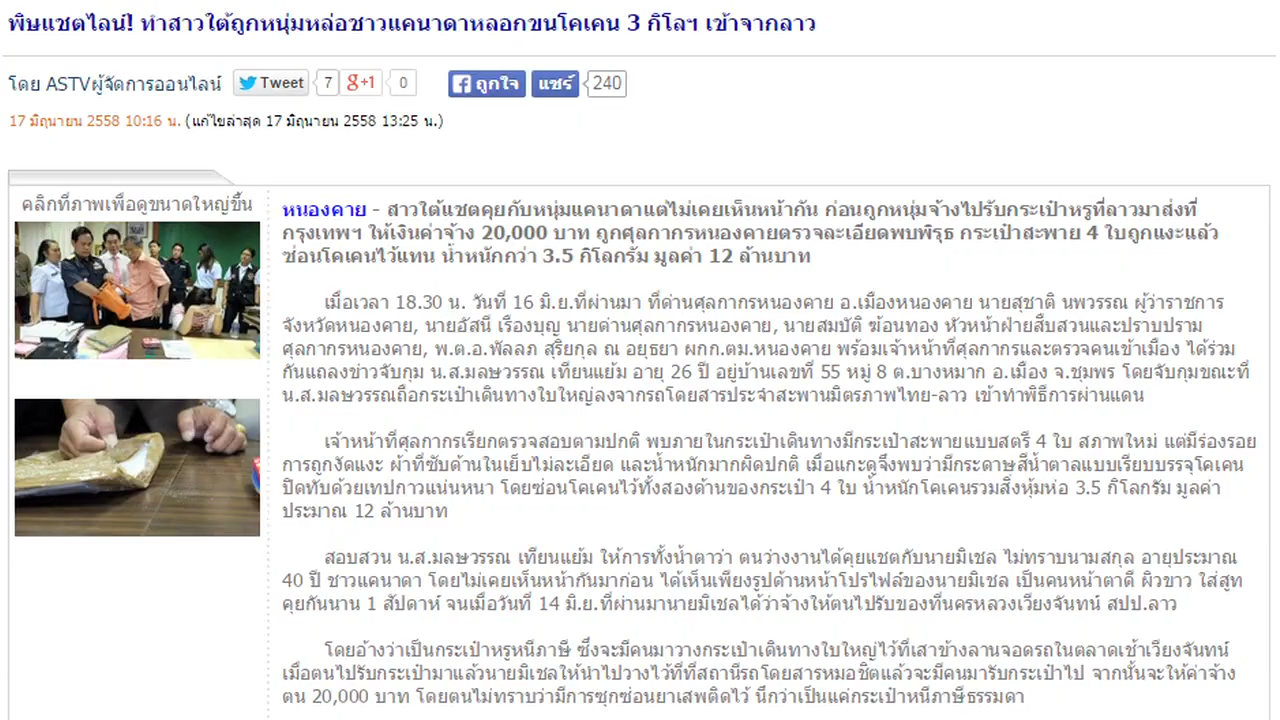 พิษแชตไลน์! ทำสาวใต้ถูกหนุ่มหล่อชาวแคนาดาหลอกขนโคเคน 3 กิโลฯ เข้าจากลาว
โดย ASTVผู้จัดการออนไลน์ Tweet 7 g+1 0 ถูกใจ แชร์ 240
17 มิถุนายน 2558 10:16 น. (แก้ไขล่าสุด 17 มิถุนายน 2558 13:25 น.)
คลิกที่ภาพเพื่อดูขนาดใหญ่ขึ้น
หนองคาย - สาวใต้แชตคุยกับหนุ่มแคนาดาแต่ไม่เคยเห็นหน้ากัน ก่อนถูกหนุ่มจ้างไปรับกระเป๋าหรูที่ลาวมาส่งที่
กรุงเทพฯ ให้เงินค่าจ้าง 20,000 บาท ถูกศุลกากรหนองคายตรวจละเอียดพบพิรุธ กระเป๋าสะพาย 4 ใบถูกแงะแล้ว
ซ่อนโคเคนไว้แทน น้ำหนักกว่า 3.5 กิโลกรัม มูลค่า 12 ล้านบาท
เมื่อเวลา 18.30 น. วันที่ 16 มิ.ย.ที่ผ่านมา ที่ด่านศุลกากรหนองคาย อ.เมืองหนองคาย นายสุชาติ นพวรรณ ผู้ว่าราชการ
จังหวัดหนองคาย, นายอัสนี เรืองบุญ นายด่านศุลกากรหนองคาย, นายสมบัติ ฆ้อนทอง หัวหน้าฝ่ายสืบสวนและปราบปราม
ศุลกากรหนองคาย, พ.ต.อ.พัลลภ สุริยกุล ณ อยุธยา ผกก.ตม.หนองคาย พร้อมเจ้าหน้าที่ศุลกากรและตรวจคนเข้าเมือง ได้ร่วม
กันแถลงข่าวจับกุม น.ส.มลษวรรณ เทียนแย้ม อายุ 26 ปี อยู่บ้านเลขที่ 55 หมู่ 8 ต.บางหมาก อ.เมือง จ.ชุมพร โดยจับกุมขณะที่
น.ส.มลษวรรณถือกระเป๋าเดินทางใบใหญ่ลงจากรถโดยสารประจำสะพานมิตรภาพไทย-ลาว เข้าทำพิธีการผ่านแดน
เจ้าหน้าที่ศุลกากรเรียกตรวจสอบตามปกติ พบภายในกระเป๋าเดินทางมีกระเป๋าสะพายแบบสตรี 4 ใบ สภาพใหม่ แต่มีร่องรอย
การถูกงัดแงะ ผ้าที่ซับด้านในเย็บไม่ละเอียด และน้ำหนักมากผิดปกติ เมื่อแกะดูจึงพบว่ามีกระดาษสีน้ำตาลแบบเรียบบรรจุโคเคน
ปิดทับด้วยเทปกาวแน่นหนา โดยซ่อนโคเคนไว้ทั้งสองด้านของกระเป๋า 4 ใบ น้ำหนักโคเคนรวมสิ่งหุ้มห่อ 3.5 กิโลกรัม มูลค่า
ประมาณ 12 ล้านบาท
สอบสวน น.ส.มลษวรรณ เทียนแย้ม ให้การทั้งน้ำตาว่า ตนว่างงานได้คุยแชตกับนายมิเชล ไม่ทราบนามสกุล อายุประมาณ
40 ปี ชาวแคนาดา โดยไม่เคยเห็นหน้ากันมาก่อน ได้เห็นเพียงรูปด้านหน้าโปรไฟล์ของนายมิเชล เป็นคนหน้าตาดี ผิวขาว ใส่สูท
คุยกันนาน 1 สัปดาห์ จนเมื่อวันที่ 14 มิ.ย.ที่ผ่านมานายมิเชลได้ว่าจ้างให้ตนไปรับของที่นครหลวงเวียงจันทน์ สปป.ลาว
โดยอ้างว่าเป็นกระเป๋าหรูหนีภาษี ซึ่งจะมีคนมาวางกระเป๋าเดินทางใบใหญ่ไว้ที่เสาข้างลานจอดรถในตลาดเช้าเวียงจันทน์
เมื่อตนไปรับกระเป๋ามาแล้วนายมิเชลให้นำไปวางไว้ที่ที่สถานีรถโดยสารหมอชิตแล้วจะมีคนมารับกระเป๋าไป จากนั้นจะให้ค่าจ้าง
ตน 20,000 บาท โดยตนไม่ทราบว่ามีการซุกซ่อนยาเสพติดไว้ นึกว่าเป็นแค่กระเป๋าหนีภาษีธรรมดา